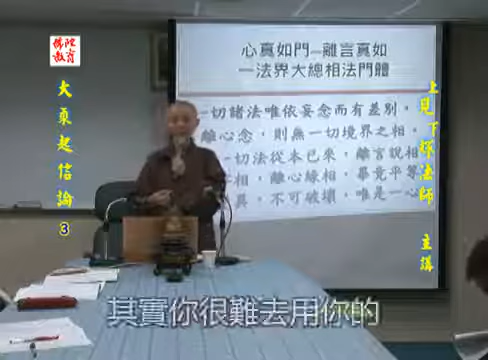 佛陀
教育
大乘起信論 3
心真如門—離言真如
一法界大總相法門體
一切諸法唯依妄念而有差別，
離心念，則無一切境界之相，
一切法從本已來，離言說相
相，離心緣相，畢竟平等
異，不可破壞，唯是一心
上見下輝法師 主講
其實你很難去用你的